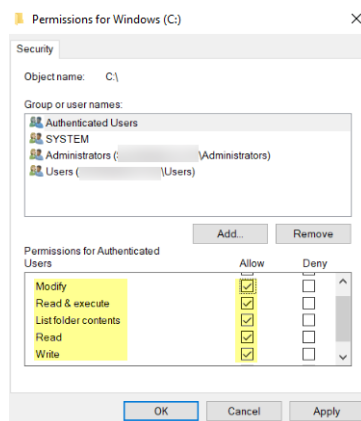 Permissions for Windows (C:)
Security
Object name: C:\
Group or user names:
Authenticated Users
SYSTEM
Administrators ( \Administrators)
Users ( \Users)
Add... Remove
Permissions for Authenticated
Users Allow Deny
Modify
Read & execute
List folder contents
Read
Write
OK Cancel Apply